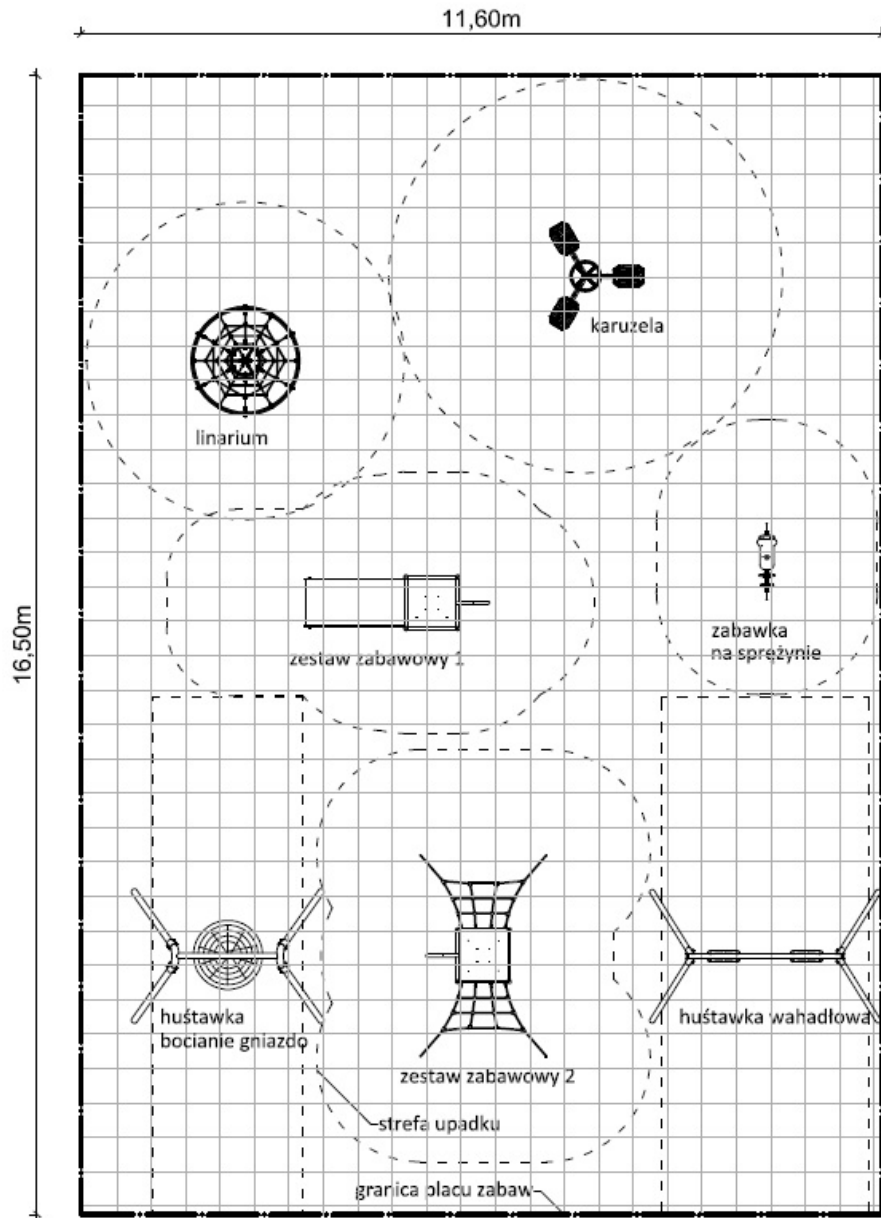 11,60m
16,50m
karuzela
linarium
zabawka
na sprężynie
zestaw zabawowy 1
huśtawka
bocianie gniazdo
huśtawka wahadłowa
zestaw zabawowy 2
strefa upadku
granica placu zabaw